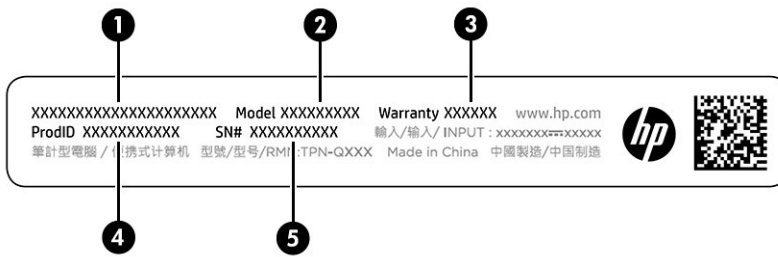 1 2 3
XXXXXXXXXXXXXXXXXXXXX Model XXXXXXXXX Warranty XXXXXX www.hp.com
ProdID XXXXXXXXXXX SN# XXXXXXXXXX 輸入/输入/ INPUT : xxxxxxx⎓xxxxx
筆計型電腦 / 携式计算机 型號/型号/RMN:TPN-QXXX Made in China 中國製造/中国制造
hp
4 5